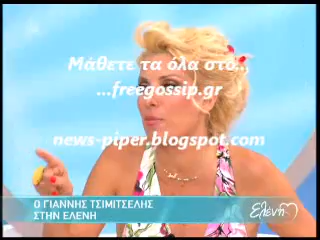 Μάθετε τα όλα στο...
...freegossip.gr
news-piper.blogspot.com
Ο ΓΙΑΝΝΗΣ ΤΣΙΜΙΤΣΕΛΗΣ
ΣΤΗΝ ΕΛΕΝΗ
Ελένη